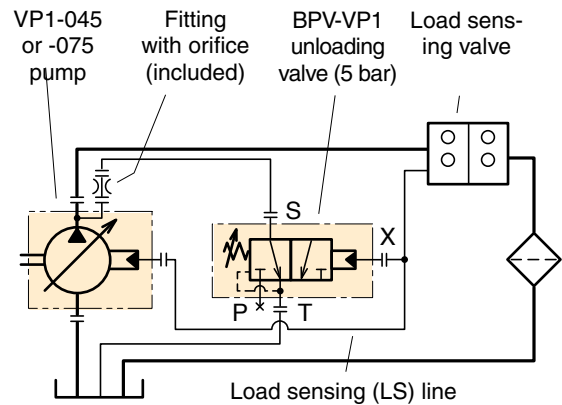 VP1-045
or -075
pump
Fitting
with orifice
(included)
BPV-VP1
unloading
valve (5 bar)
Load sens-
ing valve
S
X
P
T
Load sensing (LS) line